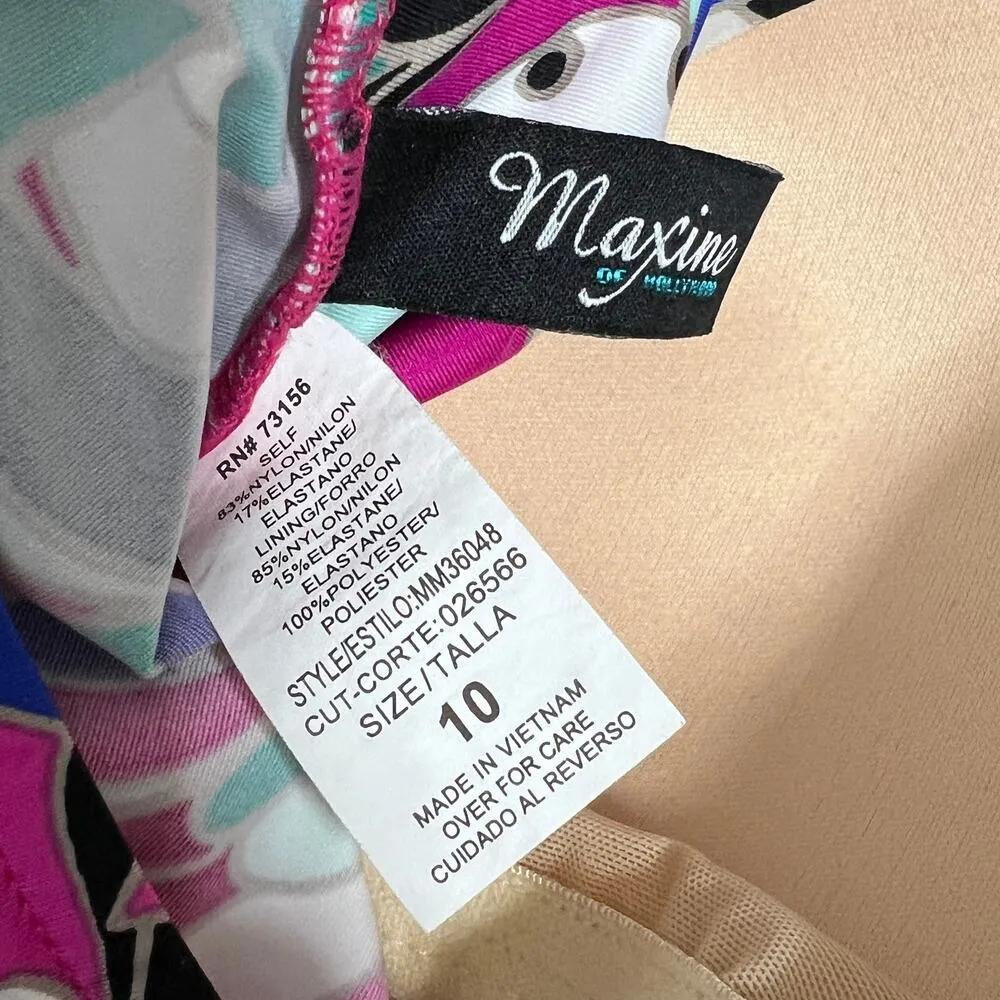 Maxine
OF HOLLYWOOD
RN# 73156
SELF
83%NYLON/NILON
17%ELASTANE/
ELASTANO
LINING/FORRO
85%NYLON/NILON
15%ELASTANE/
ELASTANO
100%POLYESTER/
POLIESTER
STYLE/ESTILO:MM36048
CUT-CORTE:026566
SIZE/TALLA
10
MADE IN VIETNAM
OVER FOR CARE
CUIDADO AL REVERSO